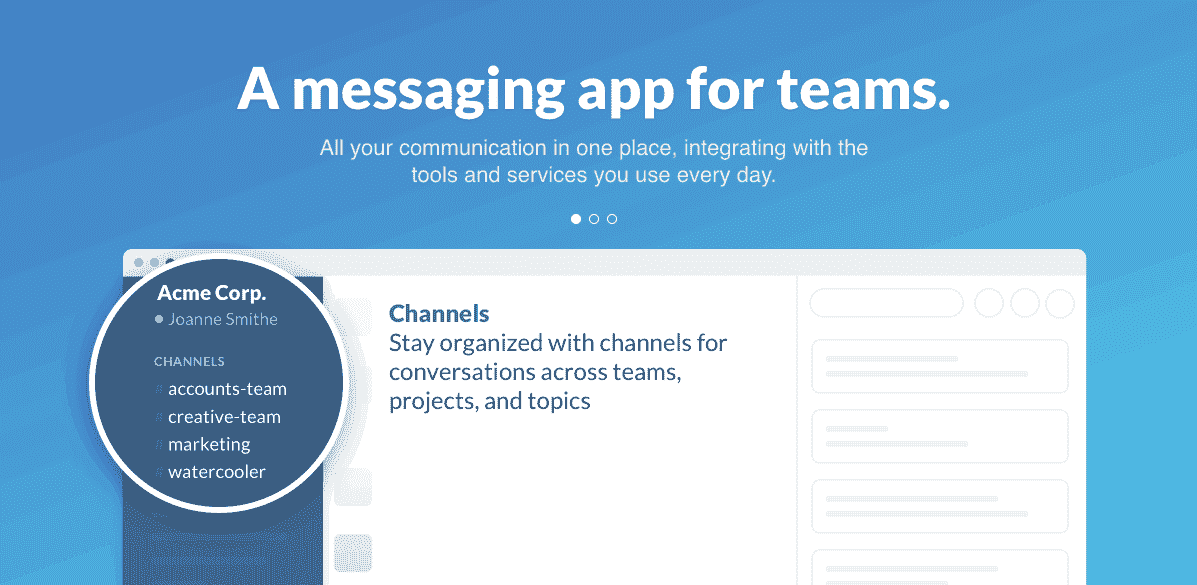 A messaging app for teams.
All your communication in one place, integrating with the
tools and services you use every day.
Acme Corp.
Joanne Smithe
CHANNELS
# accounts-team
# creative-team
# marketing
# watercooler
Channels
Stay organized with channels for
conversations across teams,
projects, and topics